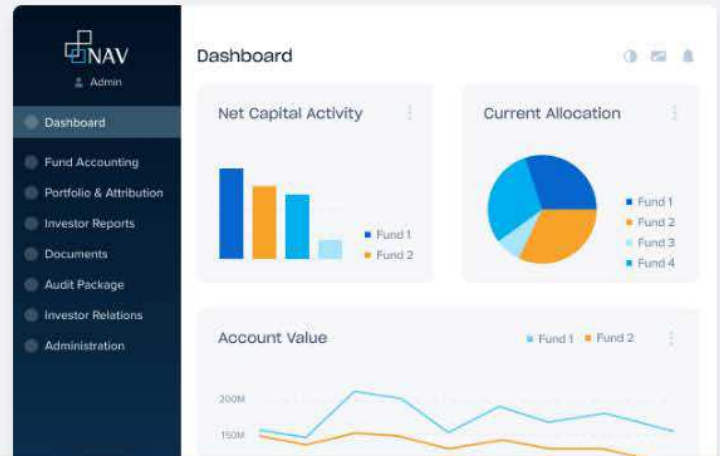 NAV
Admin
Dashboard
Fund Accounting
Portfolio & Attribution
Investor Reports
Documents
Audit Package
Investor Relations
Administration
Dashboard
Net Capital Activity
Fund 1
Fund 2
Current Allocation
Fund 1
Fund 2
Fund 3
Fund 4
Account Value
Fund 1 Fund 2
200M
150M